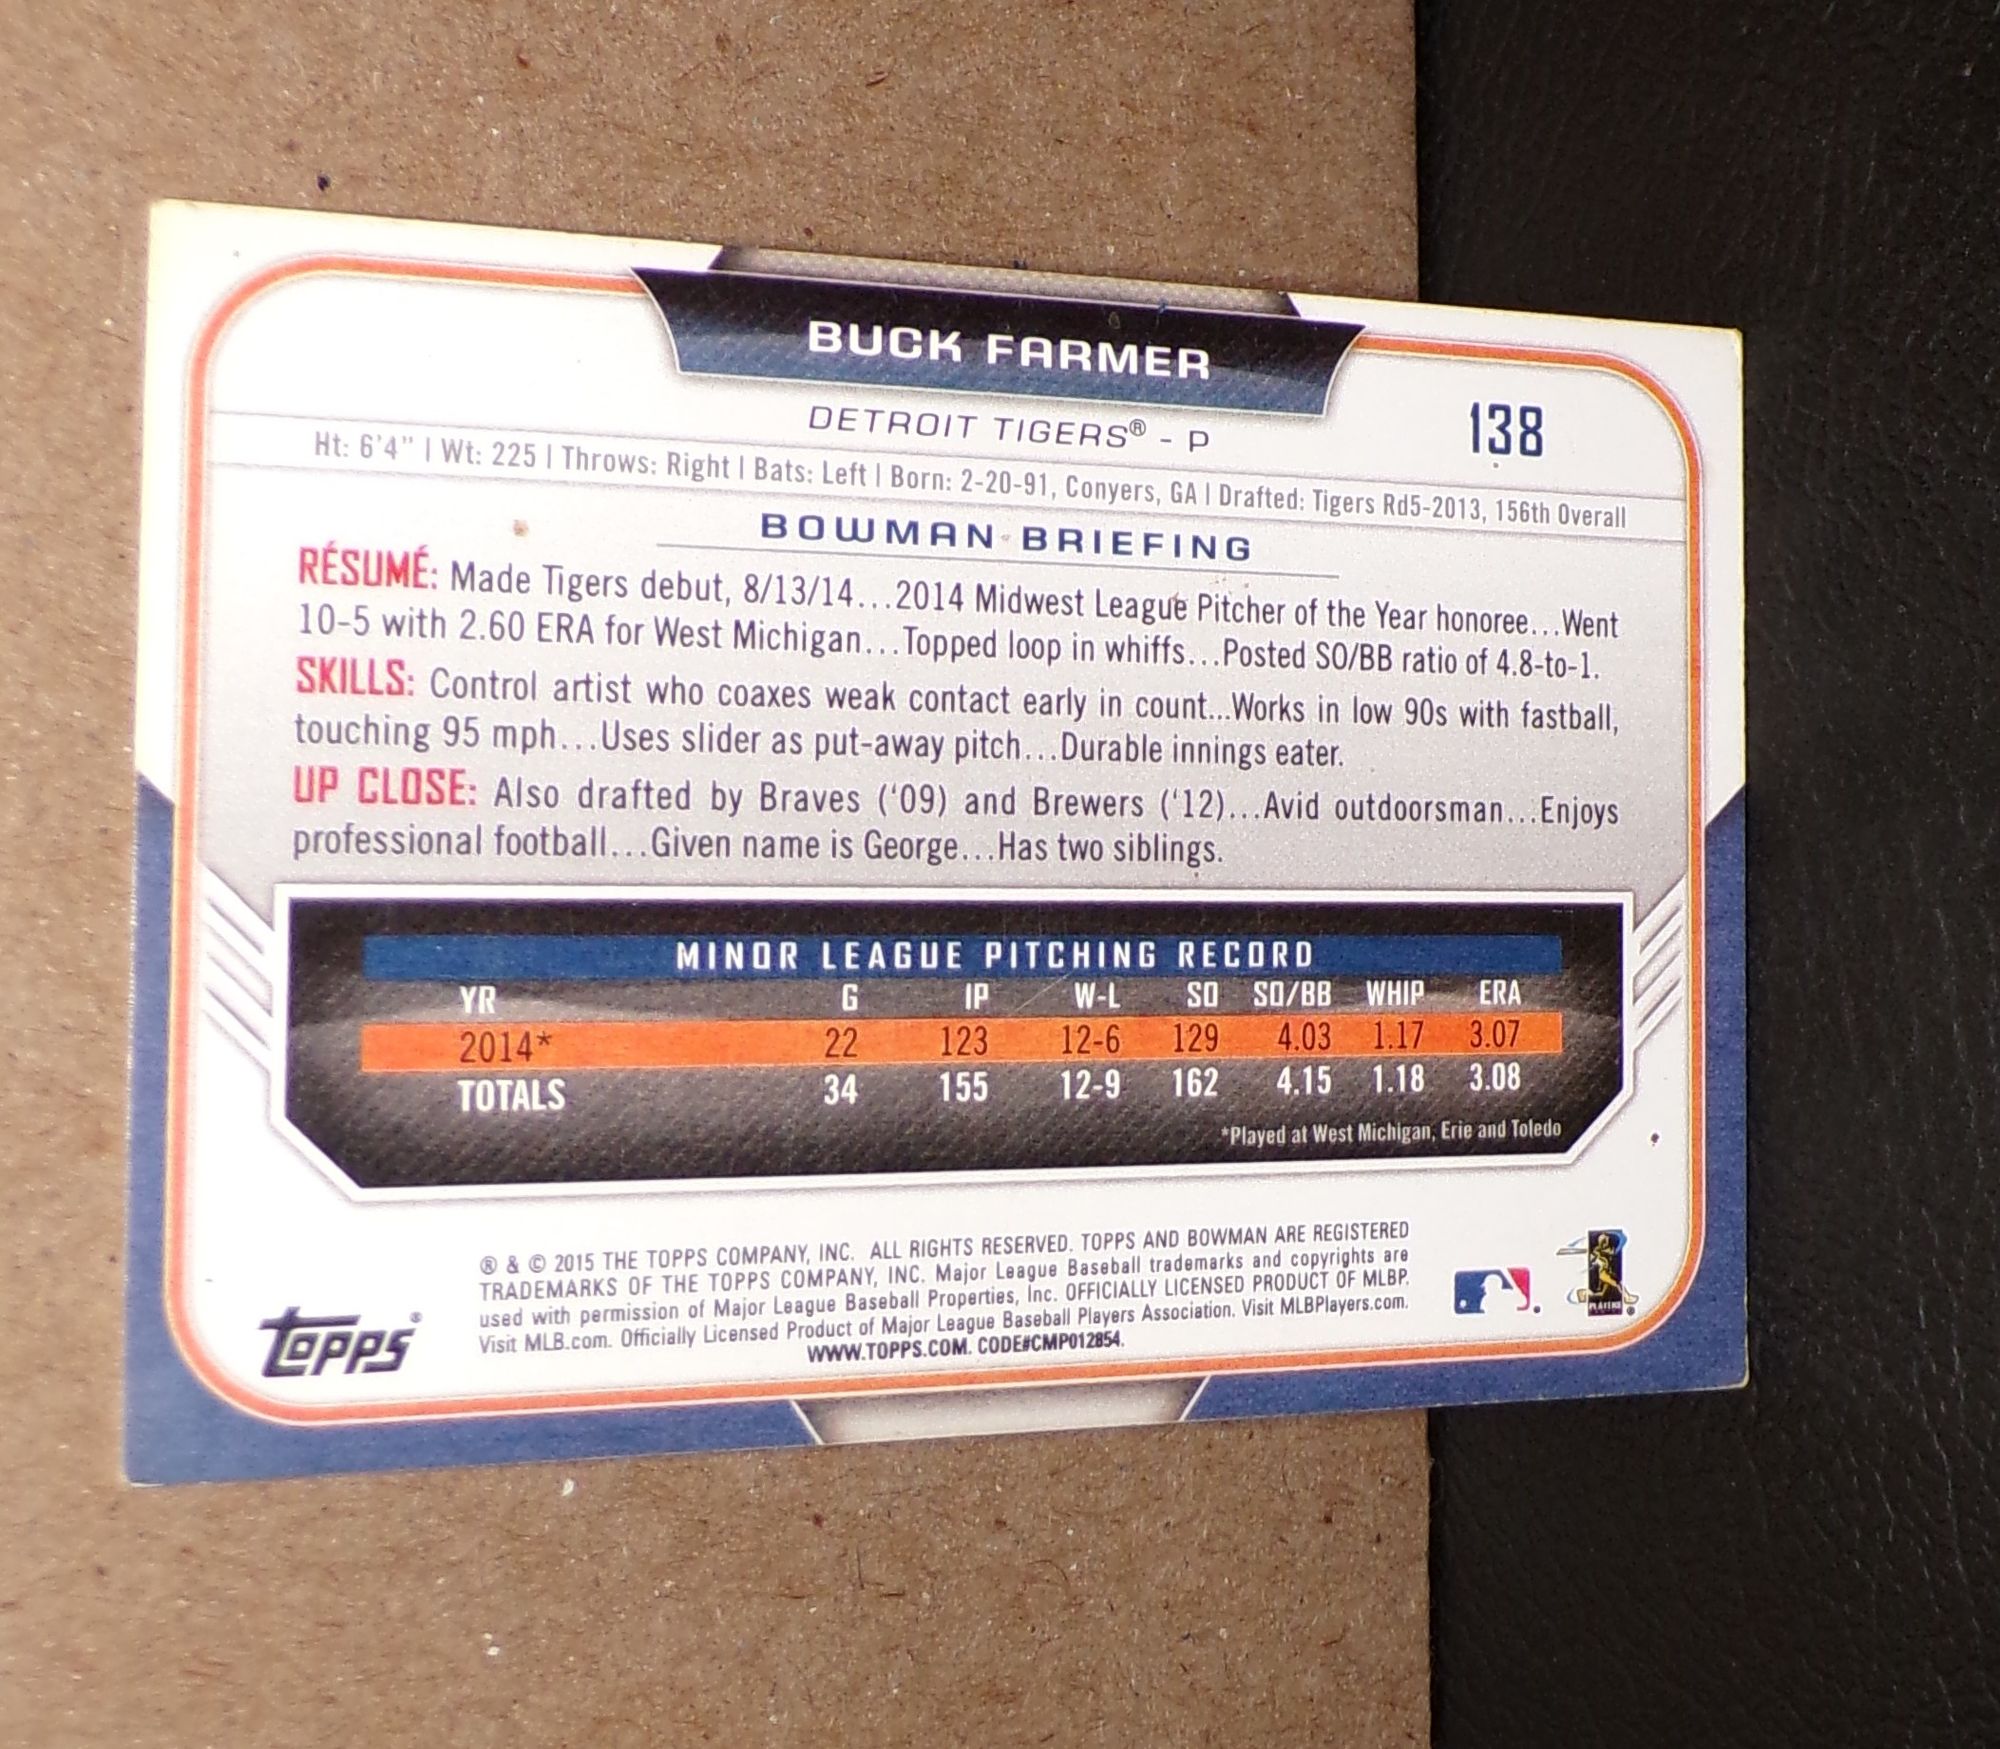 BUCK FARMER
DETROIT TIGERS® - P
138
Ht: 6'4" | Wt: 225 | Throws: Right | Bats: Left | Born: 2-20-91, Conyers, GA | Drafted: Tigers Rd5-2013, 156th Overall
BOWMAN BRIEFING
RÉSUMÉ: Made Tigers debut, 8/13/14...2014 Midwest League Pitcher of the Year honoree...Went
10-5 with 2.60 ERA for West Michigan...Topped loop in whiffs...Posted SO/BB ratio of 4.8-to-1.
SKILLS: Control artist who coaxes weak contact early in count...Works in low 90s with fastball,
touching 95 mph...Uses slider as put-away pitch...Durable innings eater.
UP CLOSE: Also drafted by Braves ('09) and Brewers ('12)...Avid outdoorsman...Enjoys
professional football...Given name is George...Has two siblings.
MINOR LEAGUE PITCHING RECORD
YR G IP W-L SO SO/BB WHIP ERA
2014* 22 123 12-6 129 4.03 1.17 3.07
TOTALS 34 155 12-9 162 4.15 1.18 3.08
*Played at West Michigan, Erie and Toledo
® & © 2015 THE TOPPS COMPANY, INC. ALL RIGHTS RESERVED. TOPPS AND BOWMAN ARE REGISTERED
TRADEMARKS OF THE TOPPS COMPANY, INC. Major League Baseball trademarks and copyrights are
used with permission of Major League Baseball Properties, Inc. OFFICIALLY LICENSED PRODUCT OF MLBP.
Visit MLB.com. Officially Licensed Product of Major League Baseball Players Association. Visit MLBPlayers.com.
WWW.TOPPS.COM. CODE#CMP012854.
Topps®
PLAYERS